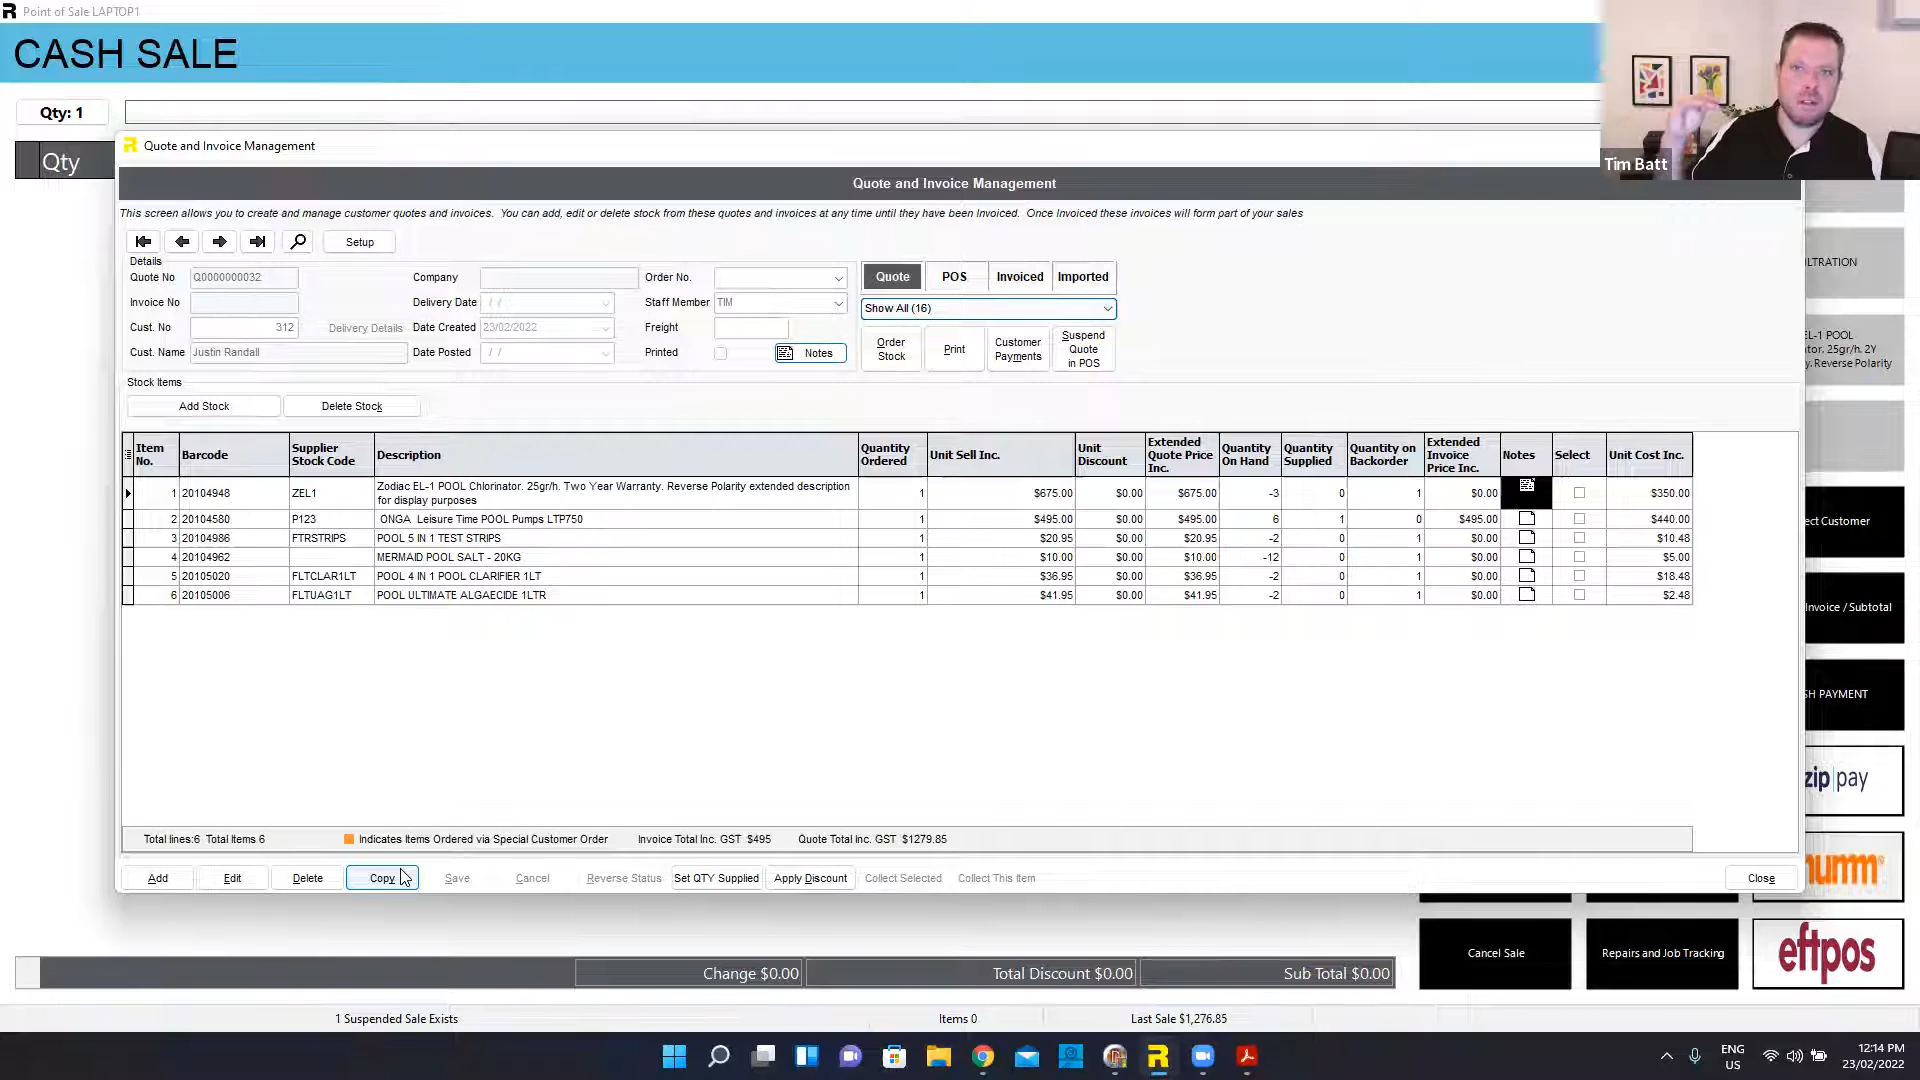 Point of Sale LAPTOP1
CASH SALE
Qty: 1
Qty
Tim Batt
Quote and Invoice Management
Quote and Invoice Management
This screen allows you to create and manage customer quotes and invoices. You can add, edit or delete stock from these quotes and invoices at any time until they have been Invoiced. Once Invoiced these invoices will form part of your sales
Setup
Details
Quote No Q0000000032 Company Order No.
Invoice No Delivery Date / / Staff Member TIM
Cust. No 312 Delivery Details Date Created 23/02/2022 Freight
Cust. Name Justin Randall Date Posted / / Printed Notes
Quote POS Invoiced Imported
Show All (16)
Order Stock
Print
Customer Payments
Suspend Quote in POS
Stock Items
Add Stock Delete Stock
Item No. Barcode Supplier Stock Code Description Quantity Ordered Unit Sell Inc. Unit Discount Extended Quote Price Inc. Quantity On Hand Quantity Supplied Quantity on Backorder Extended Invoice Price Inc. Notes Select Unit Cost Inc.
1 20104948 ZEL1 Zodiac EL-1 POOL Chlorinator. 25gr/h. Two Year Warranty. Reverse Polarity extended description for display purposes 1 $675.00 $0.00 $675.00 -3 0 1 $0.00 $350.00
2 20104580 P123 ONGA Leisure Time POOL Pumps LTP750 1 $495.00 $0.00 $495.00 6 1 0 $495.00 $440.00
3 20104986 FTRSTRIPS POOL 5 IN 1 TEST STRIPS 1 $20.95 $0.00 $20.95 -2 0 1 $0.00 $10.48
4 20104962 MERMAID POOL SALT - 20KG 1 $10.00 $0.00 $10.00 -12 0 1 $0.00 $5.00
5 20105020 FLTCLAR1LT POOL 4 IN 1 POOL CLARIFIER 1LT 1 $36.95 $0.00 $36.95 -2 0 1 $0.00 $18.48
6 20105006 FLTUAG1LT POOL ULTIMATE ALGAECIDE 1LTR 1 $41.95 $0.00 $41.95 -2 0 1 $0.00 $2.48
Total lines:6 Total Items 6 Indicates Items Ordered via Special Customer Order Invoice Total Inc. GST $495 Quote Total Inc. GST $1279.85
Add Edit Delete Copy Save Cancel Reverse Status Set QTY Supplied Apply Discount Collect Selected Collect This Item Close
LTRATION
EL-1 POOL
tor. 25gr/h. 2Y
y. Reverse Polarity
ect Customer
Invoice / Subtotal
SH PAYMENT
zip pay
humm
Cancel Sale
Repairs and Job Tracking
eftpos
Change $0.00 Total Discount $0.00 Sub Total $0.00
1 Suspended Sale Exists Items 0 Last Sale $1,276.85
ENG
US
12:14 PM
23/02/2022